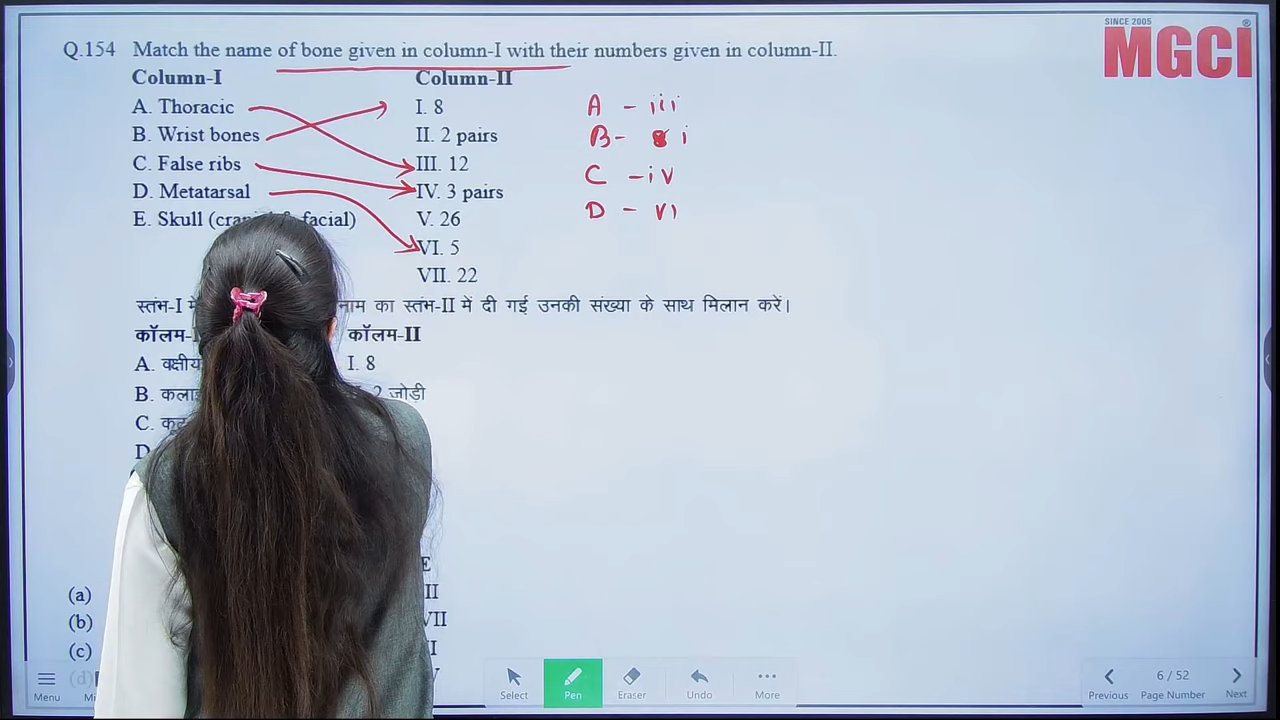 SINCE 2005
MGCI
Q.154 Match the name of bone given in column-I with their numbers given in column-II.
Column-I Column-II
A. Thoracic I. 8 A - iii
B. Wrist bones II. 2 pairs B- i
C. False ribs III. 12 C -iv
D. Metatarsal IV. 3 pairs D - vi
E. Skull facial) V. 26
VI. 5
VII. 22
स्तंभ-I नाम का स्तंभ-II में दी गई उनकी संख्या के साथ मिलान करें।
कॉलम- कॉलम-II
A. I. 8
B. 2 जोड़ी
C.
D
E
(a) II
(b) VII
(c) I
(d) V
Menu Select Pen Eraser Undo More Previous 6 / 52 Page Number Next